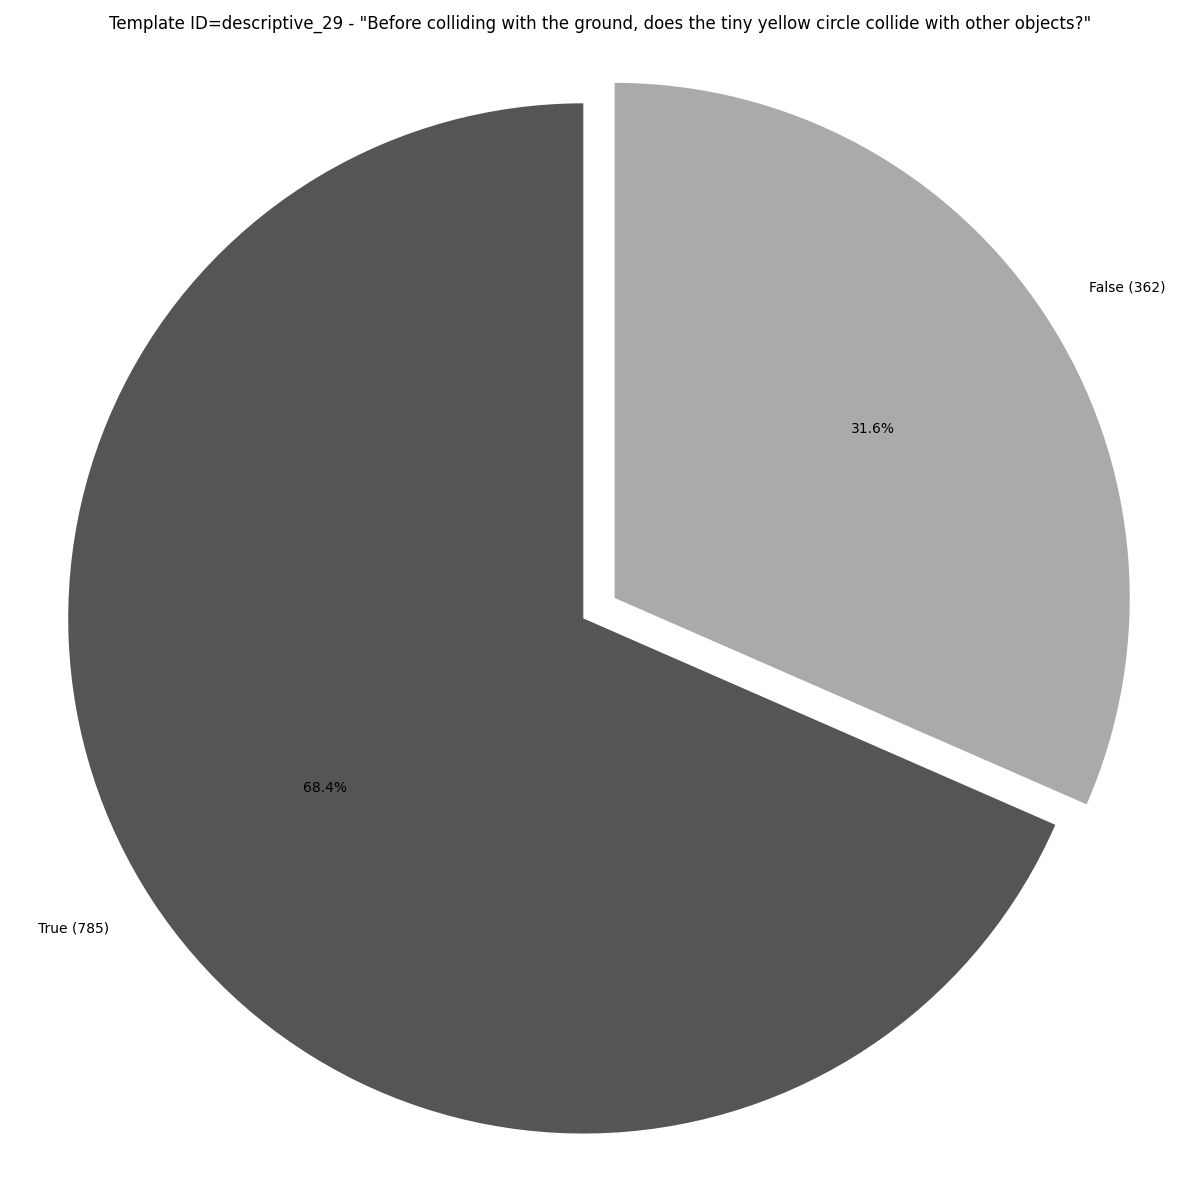 Template ID=descriptive_29 - "Before colliding with the ground, does the tiny yellow circle collide with other objects?"
False (362)
31.6%
68.4%
True (785)